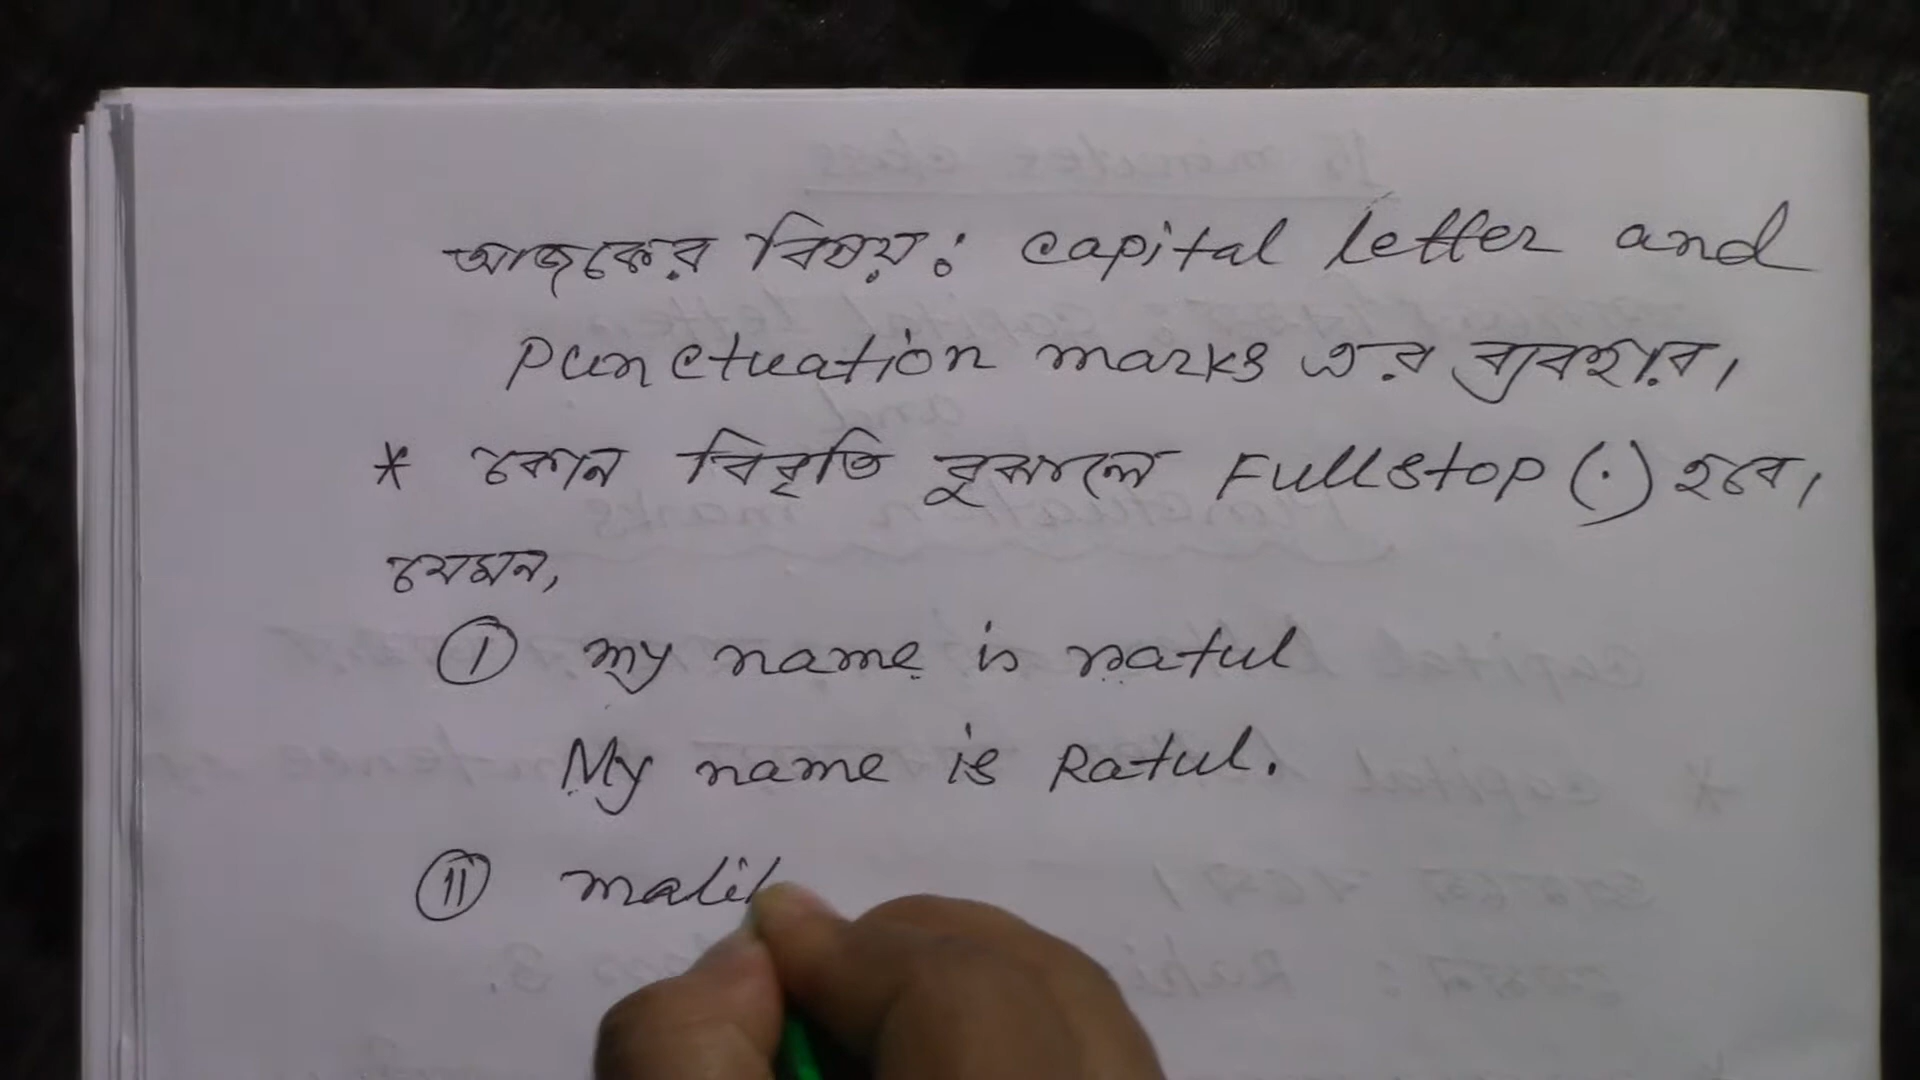 আজকের বিষয়: capital letter and
Punctuation marks এর ব্যবহার।
* কোন বিবৃতি বুঝালে Fullstop (.) হবে।
যেমন,
(i) my name is ratul
My name is Ratul.
(ii) malik